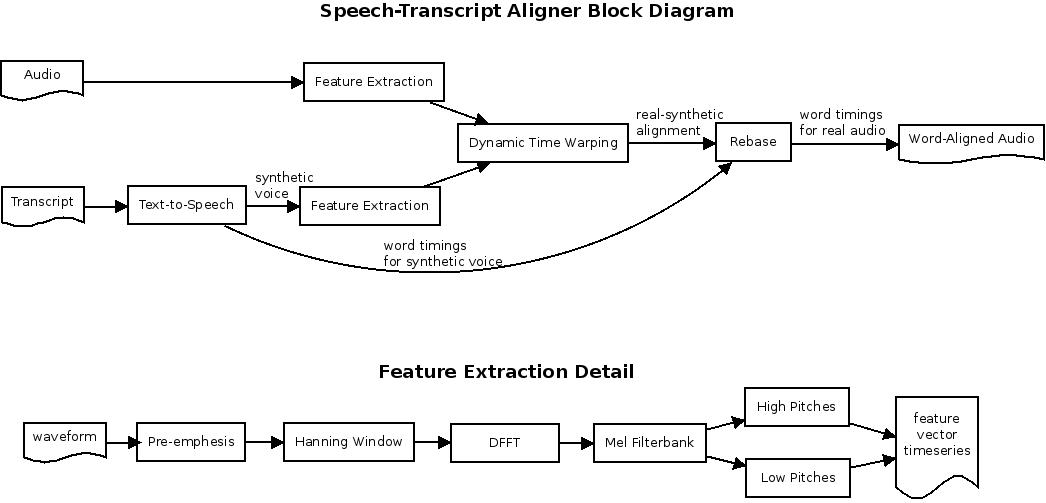 Speech-Transcript Aligner Block Diagram
Audio
Feature Extraction
Dynamic Time Warping
real-synthetic
alignment
Rebase
word timings
for real audio
Word-Aligned Audio
Transcript
Text-to-Speech
synthetic
voice
Feature Extraction
word timings
for synthetic voice
Feature Extraction Detail
waveform
Pre-emphesis
Hanning Window
DFFT
Mel Filterbank
High Pitches
Low Pitches
feature
vector
timeseries